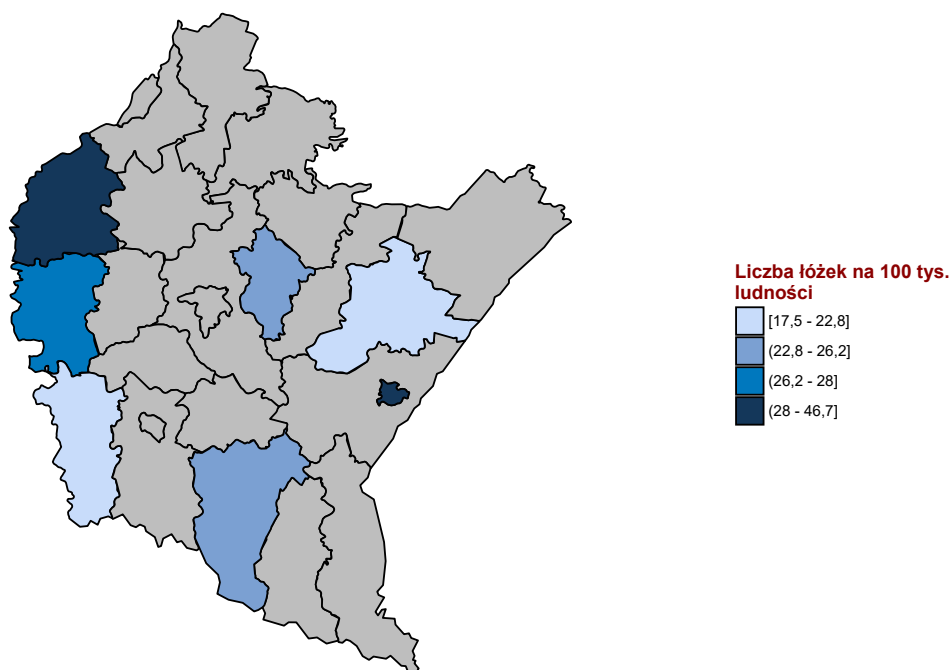 Liczba łóżek na 100 tys.
ludności
[17,5 - 22,8]
(22,8 - 26,2]
(26,2 - 28]
(28 - 46,7]